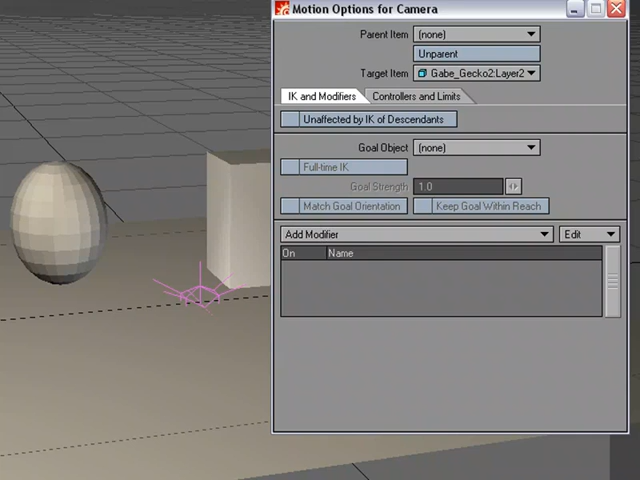 Motion Options for Camera
Parent Item (none)
Unparent
Target Item Gabe_Gecko2:Layer2
IK and Modifiers Controllers and Limits
Unaffected by IK of Descendants
Goal Object (none)
Full-time IK
Goal Strength 1.0
Match Goal Orientation Keep Goal Within Reach
Add Modifier Edit
On Name